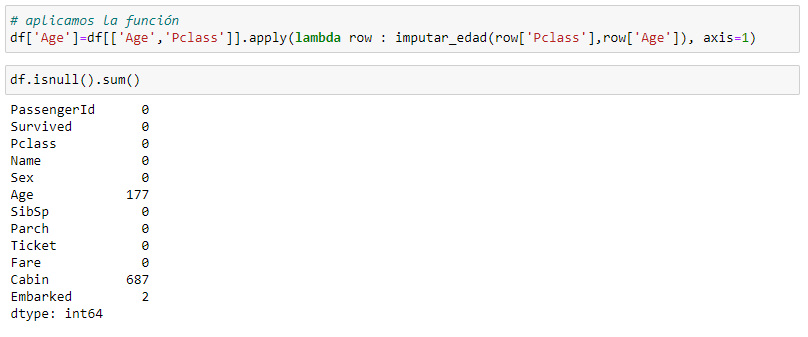 # aplicamos la función
df['Age']=df[['Age','Pclass']].apply(lambda row : imputar_edad(row['Pclass'],row['Age']), axis=1)
df.isnull().sum()
PassengerId 0
Survived 0
Pclass 0
Name 0
Sex 0
Age 177
SibSp 0
Parch 0
Ticket 0
Fare 0
Cabin 687
Embarked 2
dtype: int64